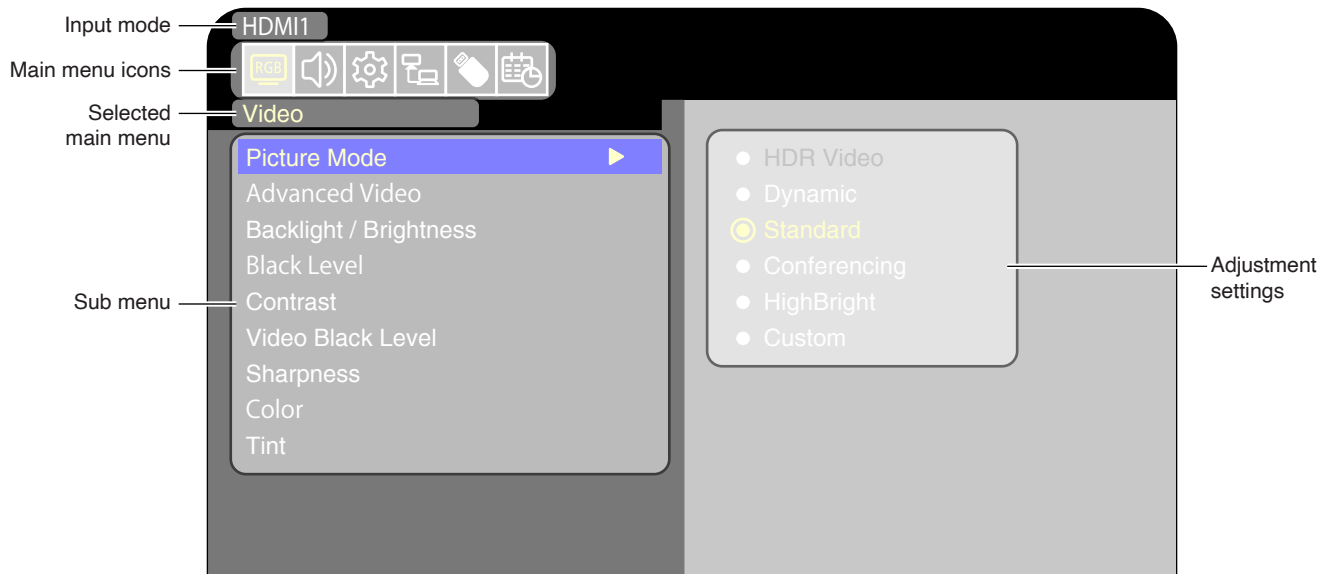 Input mode
HDMI1
Main menu icons
RGB
Selected
main menu
Video
Picture Mode
Advanced Video
Backlight / Brightness
Black Level
Sub menu
Contrast
Video Black Level
Sharpness
Color
Tint
HDR Video
Dynamic
Standard
Conferencing
HighBright
Custom
Adjustment
settings